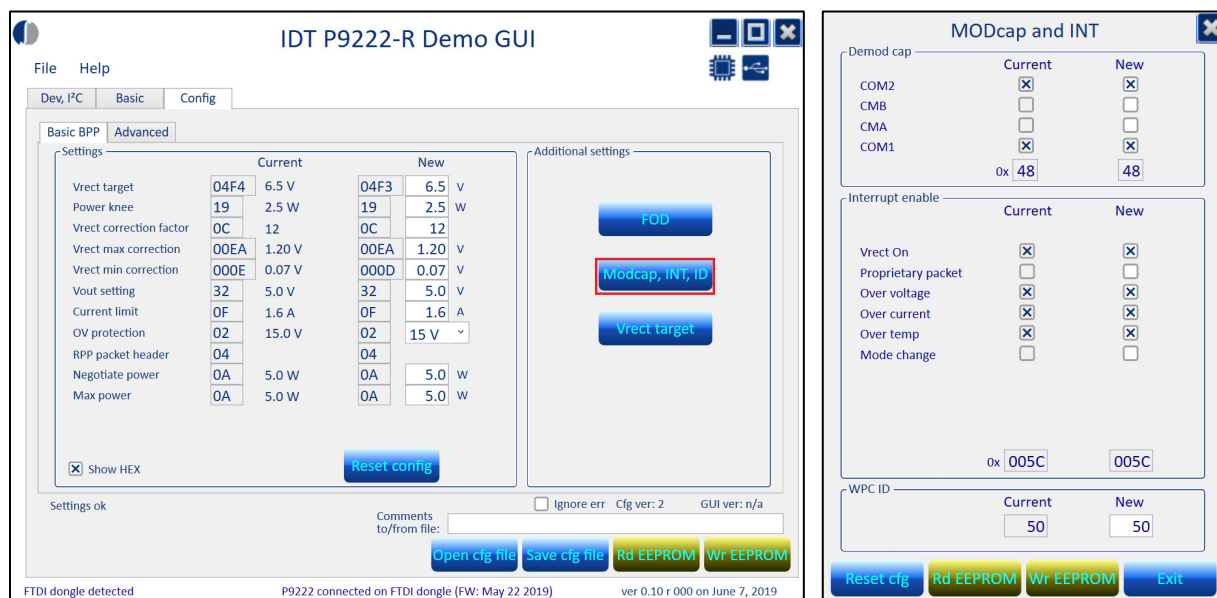 IDT P9222-R Demo GUI
File Help
Dev, I²C Basic Config
Basic BPP Advanced
Settings
Current New
Vrect target 04F4 6.5 V 04F3 6.5 V
Power knee 19 2.5 W 19 2.5 W
Vrect correction factor 0C 12 0C 12
Vrect max correction 00EA 1.20 V 00EA 1.20 V
Vrect min correction 000E 0.07 V 000D 0.07 V
Vout setting 32 5.0 V 32 5.0 V
Current limit 0F 1.6 A 0F 1.6 A
OV protection 02 15.0 V 02 15 V
RPP packet header 04 04
Negotiate power 0A 5.0 W 0A 5.0 W
Max power 0A 5.0 W 0A 5.0 W
Show HEX
Reset config
Additional settings
FOD
Modcap, INT, ID
Vrect target
Settings ok
Ignore err Cfg ver: 2 GUI ver: n/a
Comments
to/from file:
Open cfg file Save cfg file Rd EEPROM Wr EEPROM
FTDI dongle detected P9222 connected on FTDI dongle (FW: May 22 2019) ver 0.10 r 000 on June 7, 2019
MODcap and INT
Demod cap
Current New
COM2
CMB
CMA
COM1
0x 48 48
Interrupt enable
Current New
Vrect On
Proprietary packet
Over voltage
Over current
Over temp
Mode change
0x 005C 005C
WPC ID
Current New
50 50
Reset cfg Rd EEPROM Wr EEPROM Exit